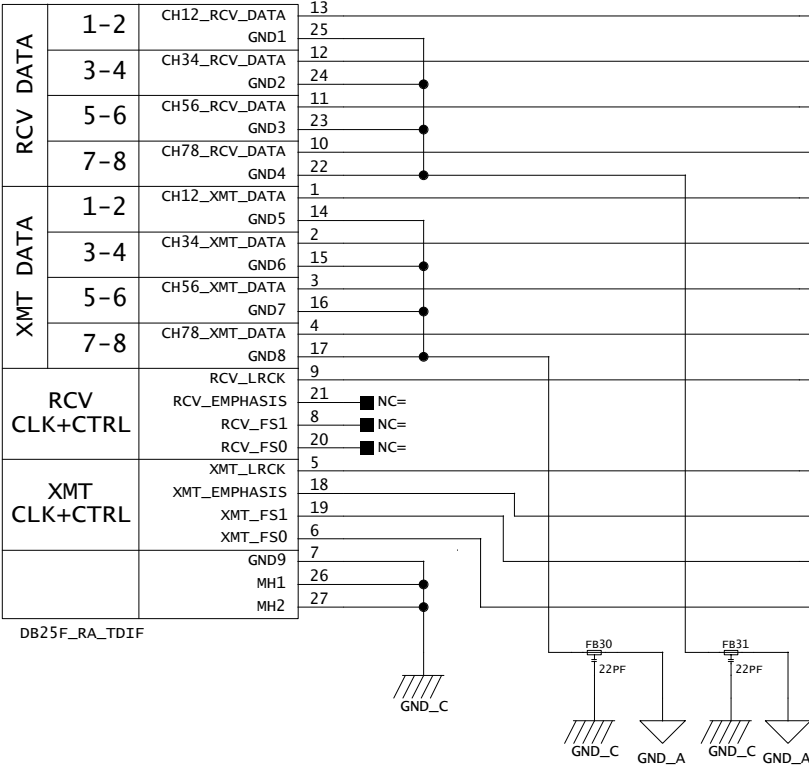 RCV DATA
1-2 CH12_RCV_DATA 13
GND1 25
3-4 CH34_RCV_DATA 12
GND2 24
5-6 CH56_RCV_DATA 11
GND3 23
7-8 CH78_RCV_DATA 10
GND4 22
XMT DATA
1-2 CH12_XMT_DATA 1
GND5 14
3-4 CH34_XMT_DATA 2
GND6 15
5-6 CH56_XMT_DATA 3
GND7 16
7-8 CH78_XMT_DATA 4
GND8 17
RCV
CLK+CTRL
RCV_LRCK 9
RCV_EMPHASIS 21 NC=
RCV_FS1 8 NC=
RCV_FS0 20 NC=
XMT
CLK+CTRL
XMT_LRCK 5
XMT_EMPHASIS 18
XMT_FS1 19
XMT_FS0 6
GND9 7
MH1 26
MH2 27
DB25F_RA_TDIF
FB30 FB31
22PF 22PF
GND_C
GND_C GND_A GND_C GND_A